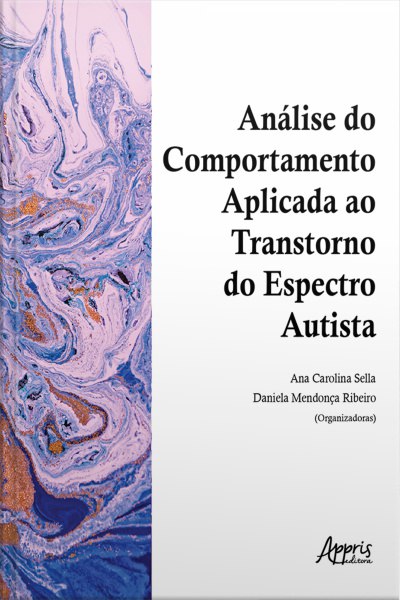 Análise do
Comportamento
Aplicada ao
Transtorno
do Espectro
Autista
Ana Carolina Sella
Daniela Mendonça Ribeiro
(Organizadoras)
Appris
editora